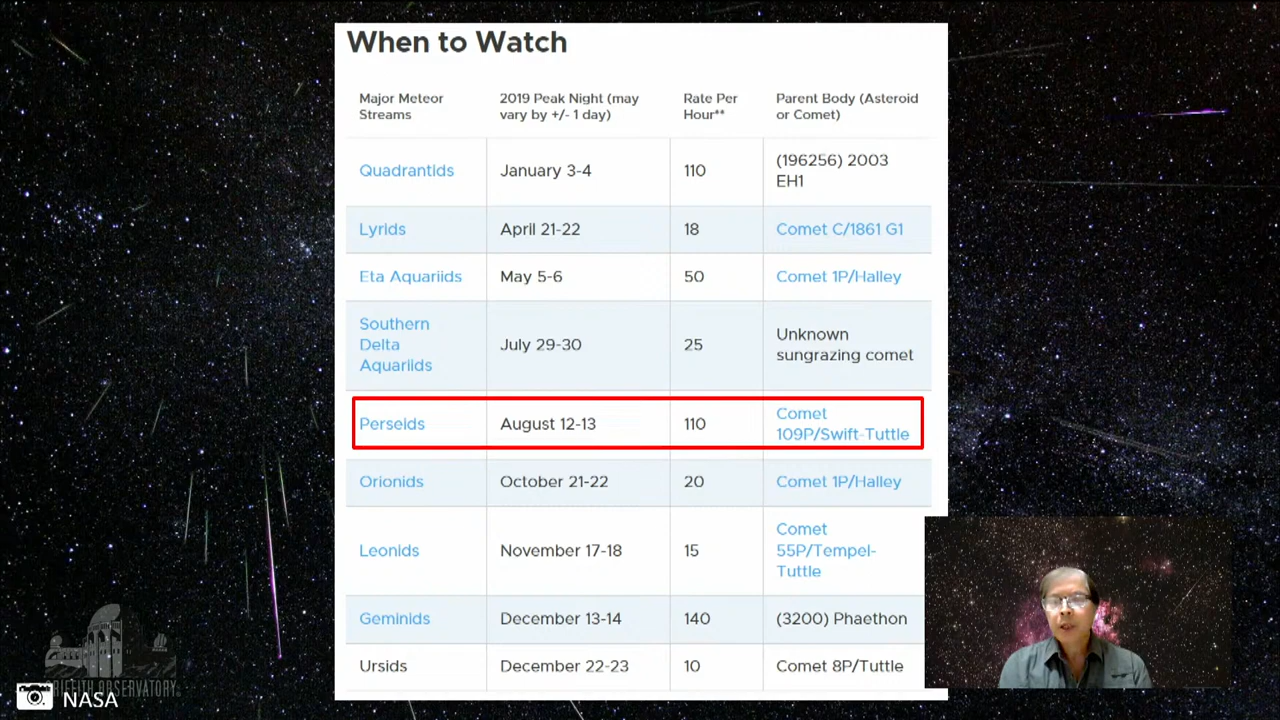 When to Watch
Major Meteor Streams
2019 Peak Night (may vary by +/- 1 day)
Rate Per Hour**
Parent Body (Asteroid or Comet)
Quadrantids
January 3-4
110
(196256) 2003 EH1
Lyrids
April 21-22
18
Comet C/1861 G1
Eta Aquariids
May 5-6
50
Comet 1P/Halley
Southern Delta Aquariids
July 29-30
25
Unknown sungrazing comet
Perseids
August 12-13
110
Comet 109P/Swift-Tuttle
Orionids
October 21-22
20
Comet 1P/Halley
Leonids
November 17-18
15
Comet 55P/Tempel-Tuttle
Geminids
December 13-14
140
(3200) Phaethon
Ursids
December 22-23
10
Comet 8P/Tuttle
GRIFFITH OBSERVATORY
NASA